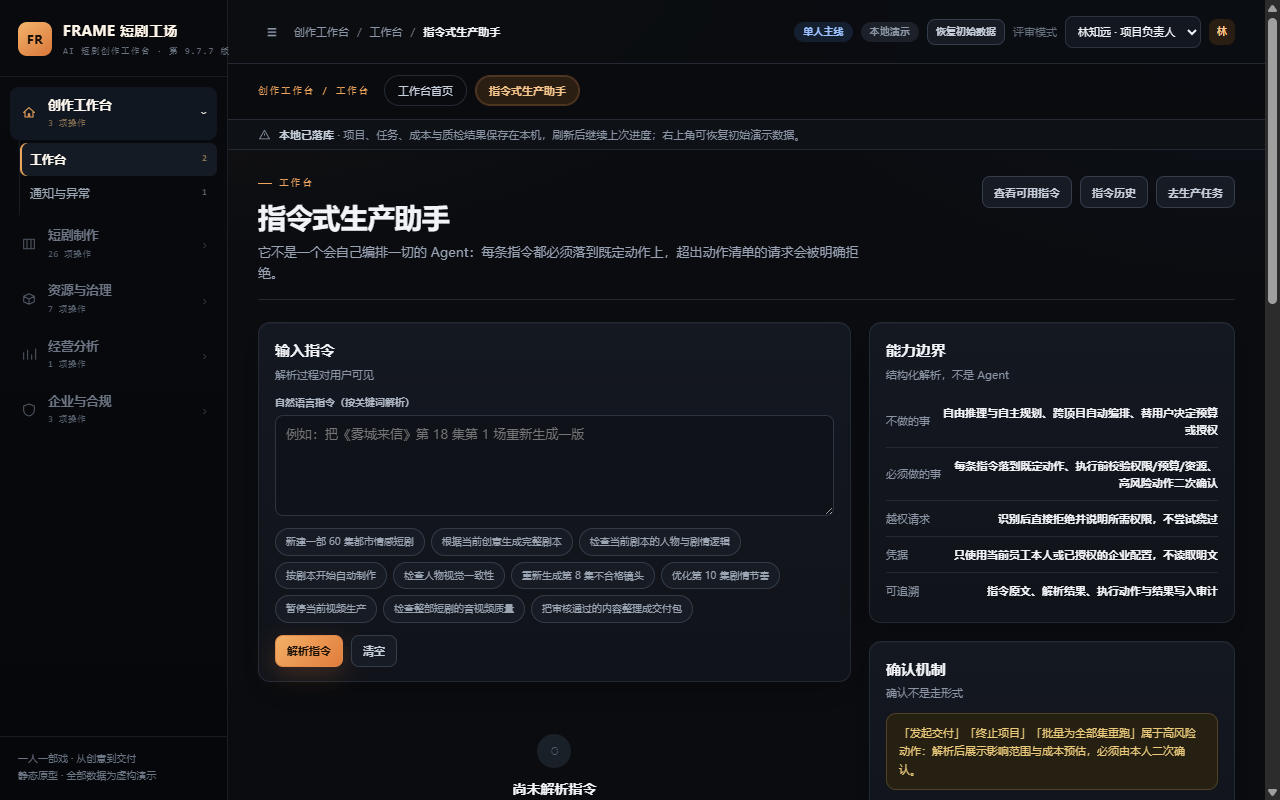 FR
FRAME 短剧工场
AI 短剧创作工作台 · 第 9.7.7 版
创作工作台
3 项操作
工作台
2
通知与异常
1
短剧制作
26 项操作
资源与治理
7 项操作
经营分析
1 项操作
企业与合规
3 项操作
一人一部戏 · 从创意到交付
静态原型 · 全部数据为虚构演示
创作工作台 / 工作台 / 指令式生产助手
单人主线
本地演示
恢复初始数据
评审模式
林知远 · 项目负责人
林
创作工作台 / 工作台
工作台首页
指令式生产助手
本地已落库 · 项目、任务、成本与质检结果保存在本机，刷新后继续上次进度；右上角可恢复初始演示数据。
工作台
指令式生产助手
它不是一个会自己编排一切的 Agent：每条指令都必须落到既定动作上，超出动作清单的请求会被明确拒
绝。
查看可用指令
指令历史
去生产任务
输入指令
解析过程对用户可见
自然语言指令（按关键词解析）
例如：把《雾城来信》第 18 集第 1 场重新生成一版
新建一部 60 集都市情感短剧
根据当前创意生成完整剧本
检查当前剧本的人物与剧情逻辑
按剧本开始自动制作
检查人物视觉一致性
重新生成第 8 集不合格镜头
优化第 10 集剧情节奏
暂停当前视频生产
检查整部短剧的音视频质量
把审核通过的内容整理成交付包
解析指令
清空
尚未解析指令
能力边界
结构化解析，不是 Agent
不做的事
自由推理与自主规划、跨项目自动编排、替用户决定预算
或授权
必须做的事
每条指令落到既定动作、执行前校验权限/预算/资源、
高风险动作二次确认
越权请求
识别后直接拒绝并说明所需权限，不尝试绕过
凭据
只使用当前员工本人或已授权的企业配置，不读取明文
可追溯
指令原文、解析结果、执行动作与结果写入审计
确认机制
确认不是走形式
「发起交付」「终止项目」「批量为全部集重跑」属于高风险
动作：解析后展示影响范围与成本预估，必须由本人二次确
认。